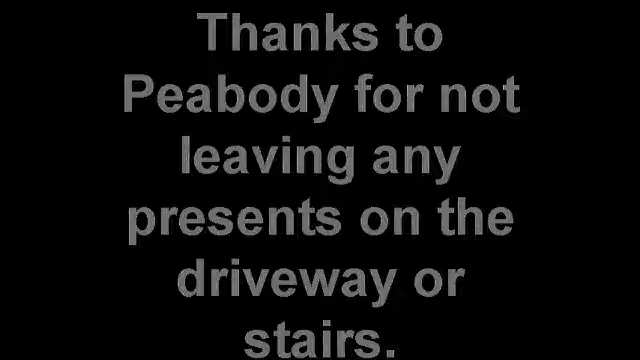 Thanks to
Peabody for not
leaving any
presents on the
driveway or
stairs.